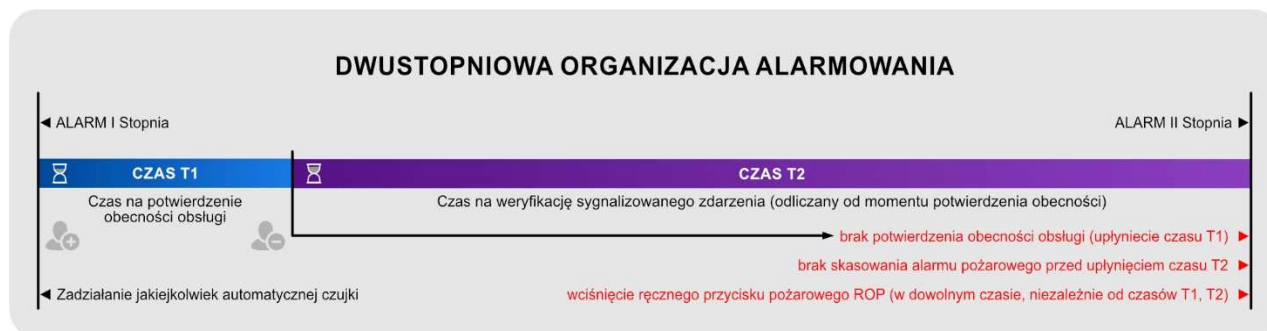 DWUSTOPNIOWA ORGANIZACJA ALARMOWANIA
◄ ALARM I Stopnia
ALARM II Stopnia ►
CZAS T1
CZAS T2
Czas na potwierdzenie
obecności obsługi
Czas na weryfikację sygnalizowanego zdarzenia (odliczany od momentu potwierdzenia obecności)
brak potwierdzenia obecności obsługi (upłyniecie czasu T1) ►
brak skasowania alarmu pożarowego przed upłynięciem czasu T2 ►
◄ Zadziałanie jakiejkolwiek automatycznej czujki
wciśnięcie ręcznego przycisku pożarowego ROP (w dowolnym czasie, niezależnie od czasów T1, T2) ►